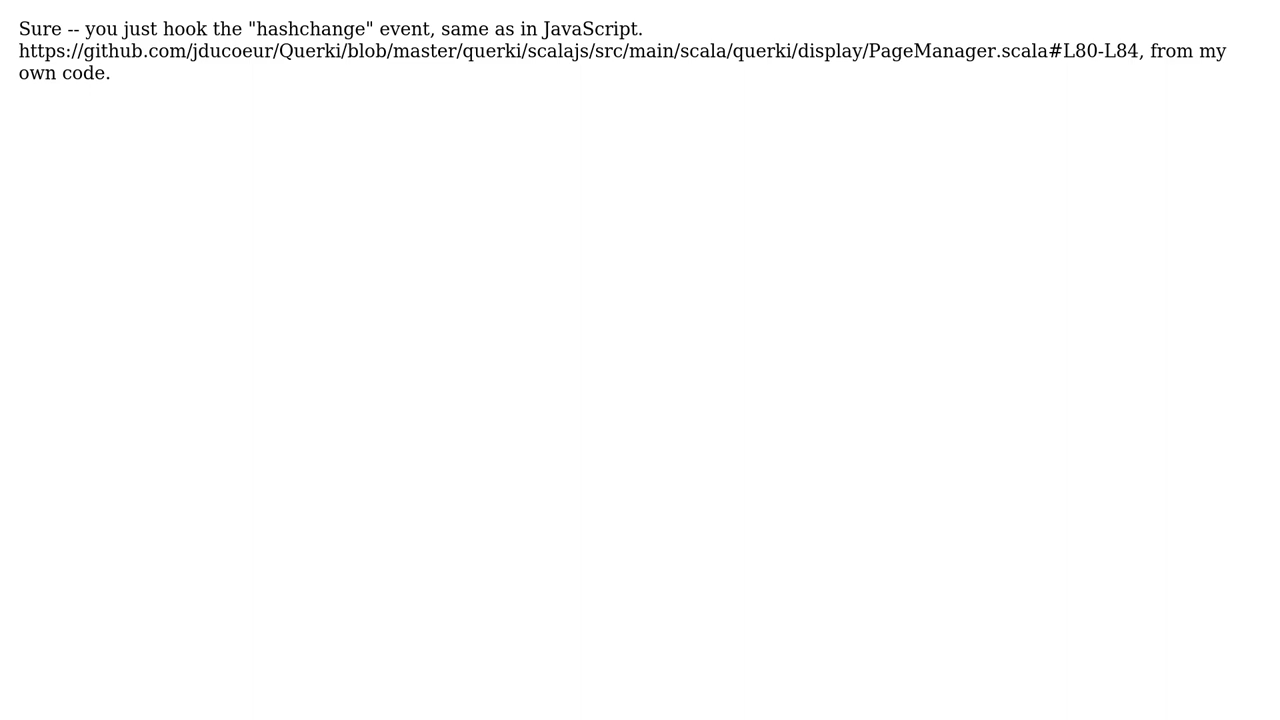 Sure -- you just hook the "hashchange" event, same as in JavaScript.
https://github.com/jducoeur/Querki/blob/master/querki/scalajs/src/main/scala/querki/display/PageManager.scala#L80-L84, from my
own code.